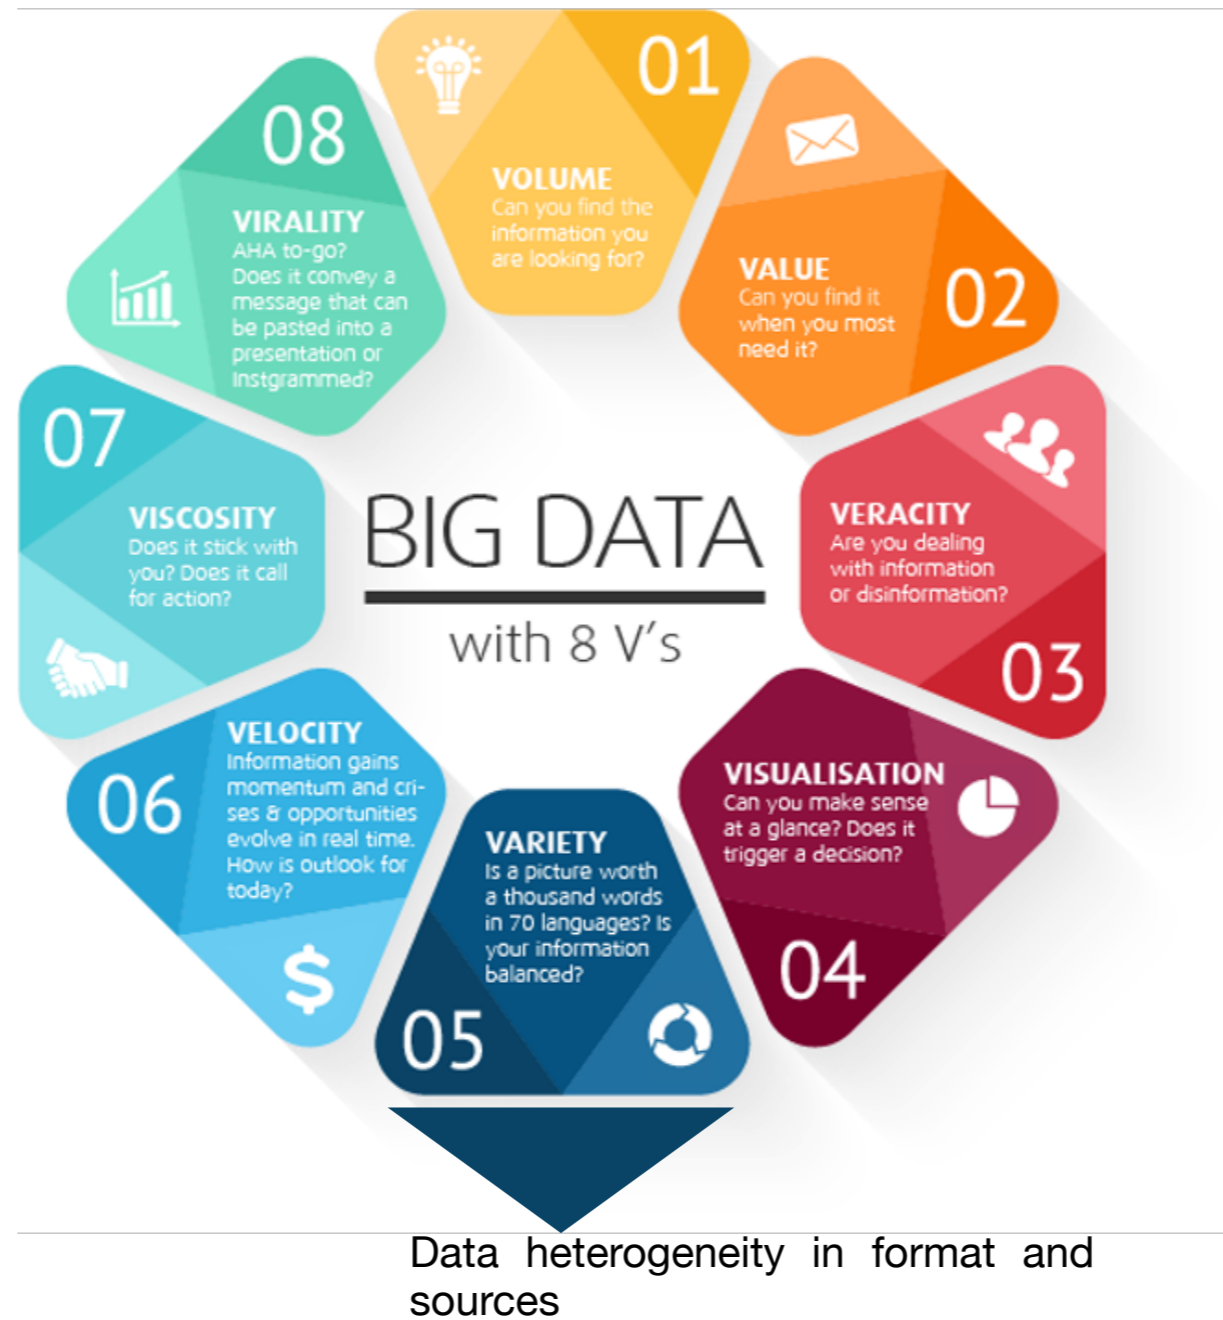 01
VOLUME
Can you find the
information you
are looking for?
VALUE
Can you find it
when you most
need it?
02
VERACITY
Are you dealing
with information
or disinformation?
03
VISUALISATION
Can you make sense
at a glance? Does it
trigger a decision?
04
VARIETY
Is a picture worth
a thousand words
in 70 languages? Is
your information
balanced?
05
VELOCITY
Information gains
momentum and cri-
ses & opportunities
evolve in real time.
How is outlook for
today?
06
07
VISCOSITY
Does it stick with
you? Does it call
for action?
08
VIRALITY
AHA to-go?
Does it convey a
message that can
be pasted into a
presentation or
Instgrammed?
BIG DATA
with 8 V's
$
Data heterogeneity in format and
sources